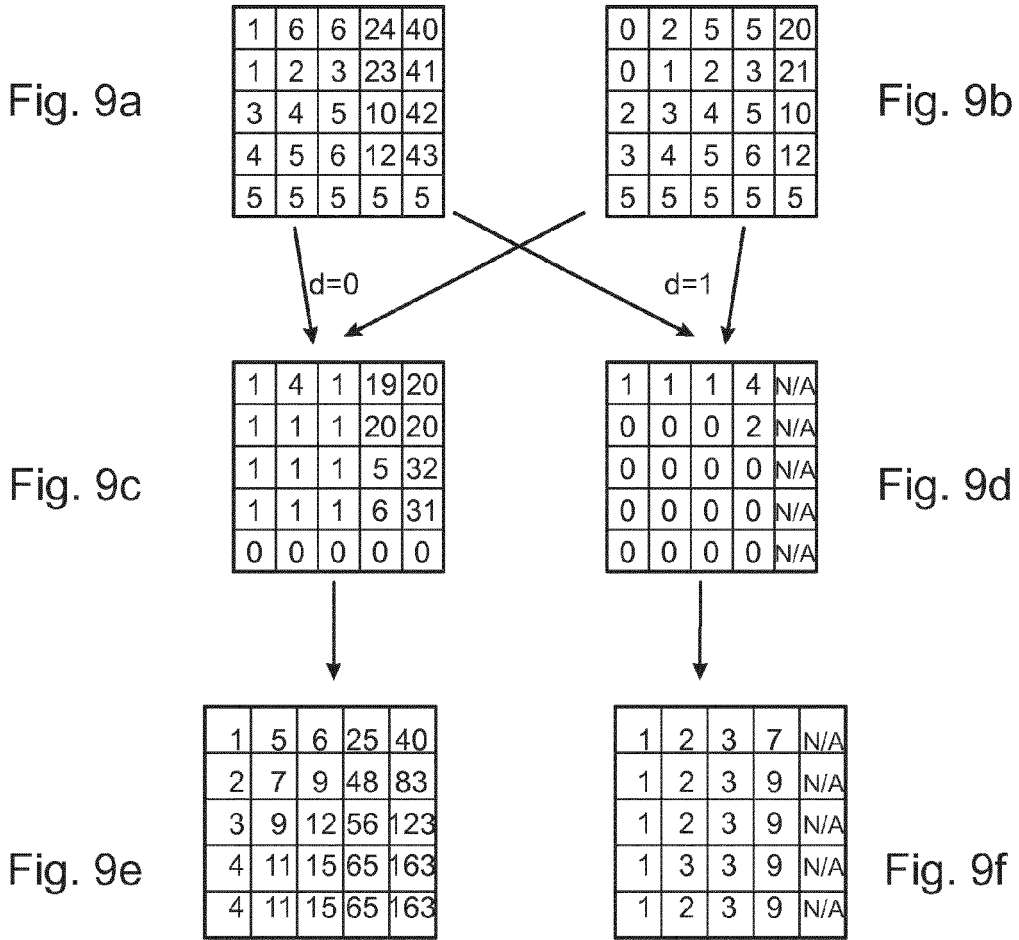 1 6 6 24 40
1 2 3 23 41
3 4 5 10 42
4 5 6 12 43
5 5 5 5 5
Fig. 9a
0 2 5 5 20
0 1 2 3 21
2 3 4 5 10
3 4 5 6 12
5 5 5 5 5
Fig. 9b
d=0
d=1
1 4 1 19 20
1 1 1 20 20
1 1 1 5 32
1 1 1 6 31
0 0 0 0 0
Fig. 9c
1 1 1 4 N/A
0 0 0 2 N/A
0 0 0 0 N/A
0 0 0 0 N/A
0 0 0 0 N/A
Fig. 9d
1 5 6 25 40
2 7 9 48 83
3 9 12 56 123
4 11 15 65 163
4 11 15 65 163
Fig. 9e
1 2 3 7 N/A
1 2 3 9 N/A
1 2 3 9 N/A
1 3 3 9 N/A
1 2 3 9 N/A
Fig. 9f